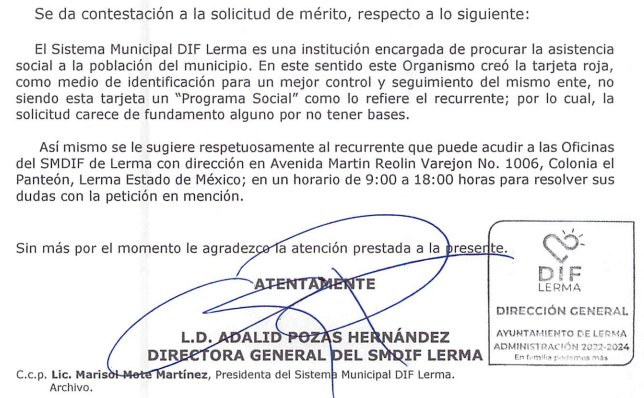 Se da contestación a la solicitud de mérito, respecto a lo siguiente:
El Sistema Municipal DIF Lerma es una institución encargada de procurar la asistencia
social a la población del municipio. En este sentido este Organismo creó la tarjeta roja,
como medio de identificación para un mejor control y seguimiento del mismo ente, no
siendo esta tarjeta un "Programa Social" como lo refiere el recurrente; por lo cual, la
solicitud carece de fundamento alguno por no tener bases.
Así mismo se le sugiere respetuosamente al recurrente que puede acudir a las Oficinas
del SMDIF de Lerma con dirección en Avenida Martin Reolin Varejon No. 1006, Colonia el
Panteón, Lerma Estado de México; en un horario de 9:00 a 18:00 horas para resolver sus
dudas con la petición en mención.
Sin más por el momento le agradezco la atención prestada a la presente.
ATENTAMENTE
L.D. ADALID POZAS HERNÁNDEZ
DIRECTORA GENERAL DEL SMDIF LERMA
C.c.p. Lic. Marisol Mote Martínez, Presidenta del Sistema Municipal DIF Lerma.
Archivo.
DIF
LERMA
DIRECCIÓN GENERAL
AYUNTAMIENTO DE LERMA
ADMINISTRACIÓN 2022-2024
En familia podemos más